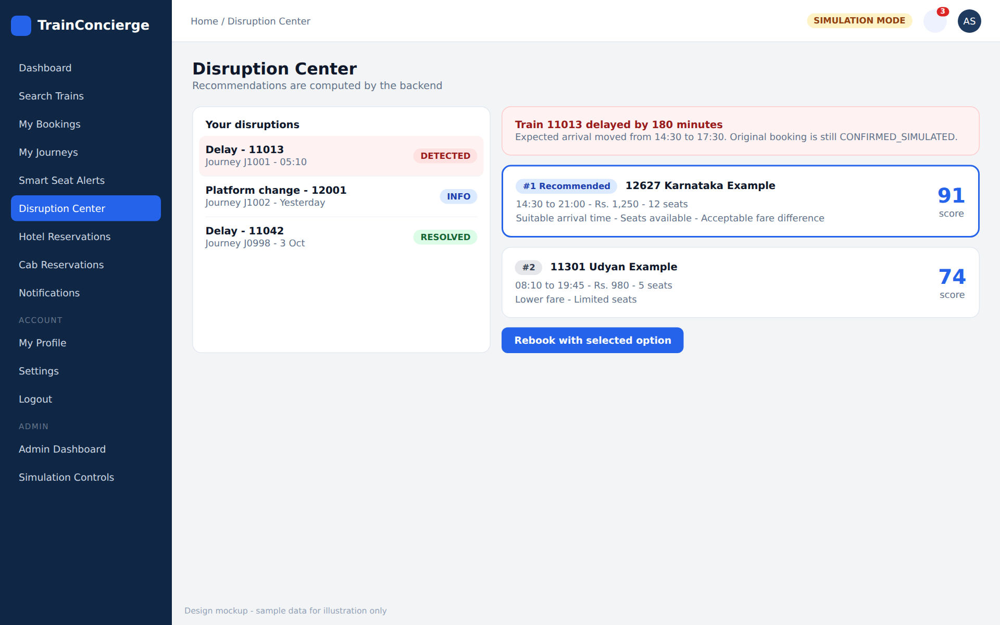 TrainConcierge
Dashboard
Search Trains
My Bookings
My Journeys
Smart Seat Alerts
Disruption Center
Hotel Reservations
Cab Reservations
Notifications
ACCOUNT
My Profile
Settings
Logout
ADMIN
Admin Dashboard
Simulation Controls
Home / Disruption Center
SIMULATION MODE
3
AS
Disruption Center
Recommendations are computed by the backend
Your disruptions
Delay - 11013
Journey J1001 - 05:10
DETECTED
Platform change - 12001
Journey J1002 - Yesterday
INFO
Delay - 11042
Journey J0998 - 3 Oct
RESOLVED
Train 11013 delayed by 180 minutes
Expected arrival moved from 14:30 to 17:30. Original booking is still CONFIRMED_SIMULATED.
#1 Recommended 12627 Karnataka Example
14:30 to 21:00 - Rs. 1,250 - 12 seats
Suitable arrival time - Seats available - Acceptable fare difference
91
score
#2 11301 Udyan Example
08:10 to 19:45 - Rs. 980 - 5 seats
Lower fare - Limited seats
74
score
Rebook with selected option
Design mockup - sample data for illustration only